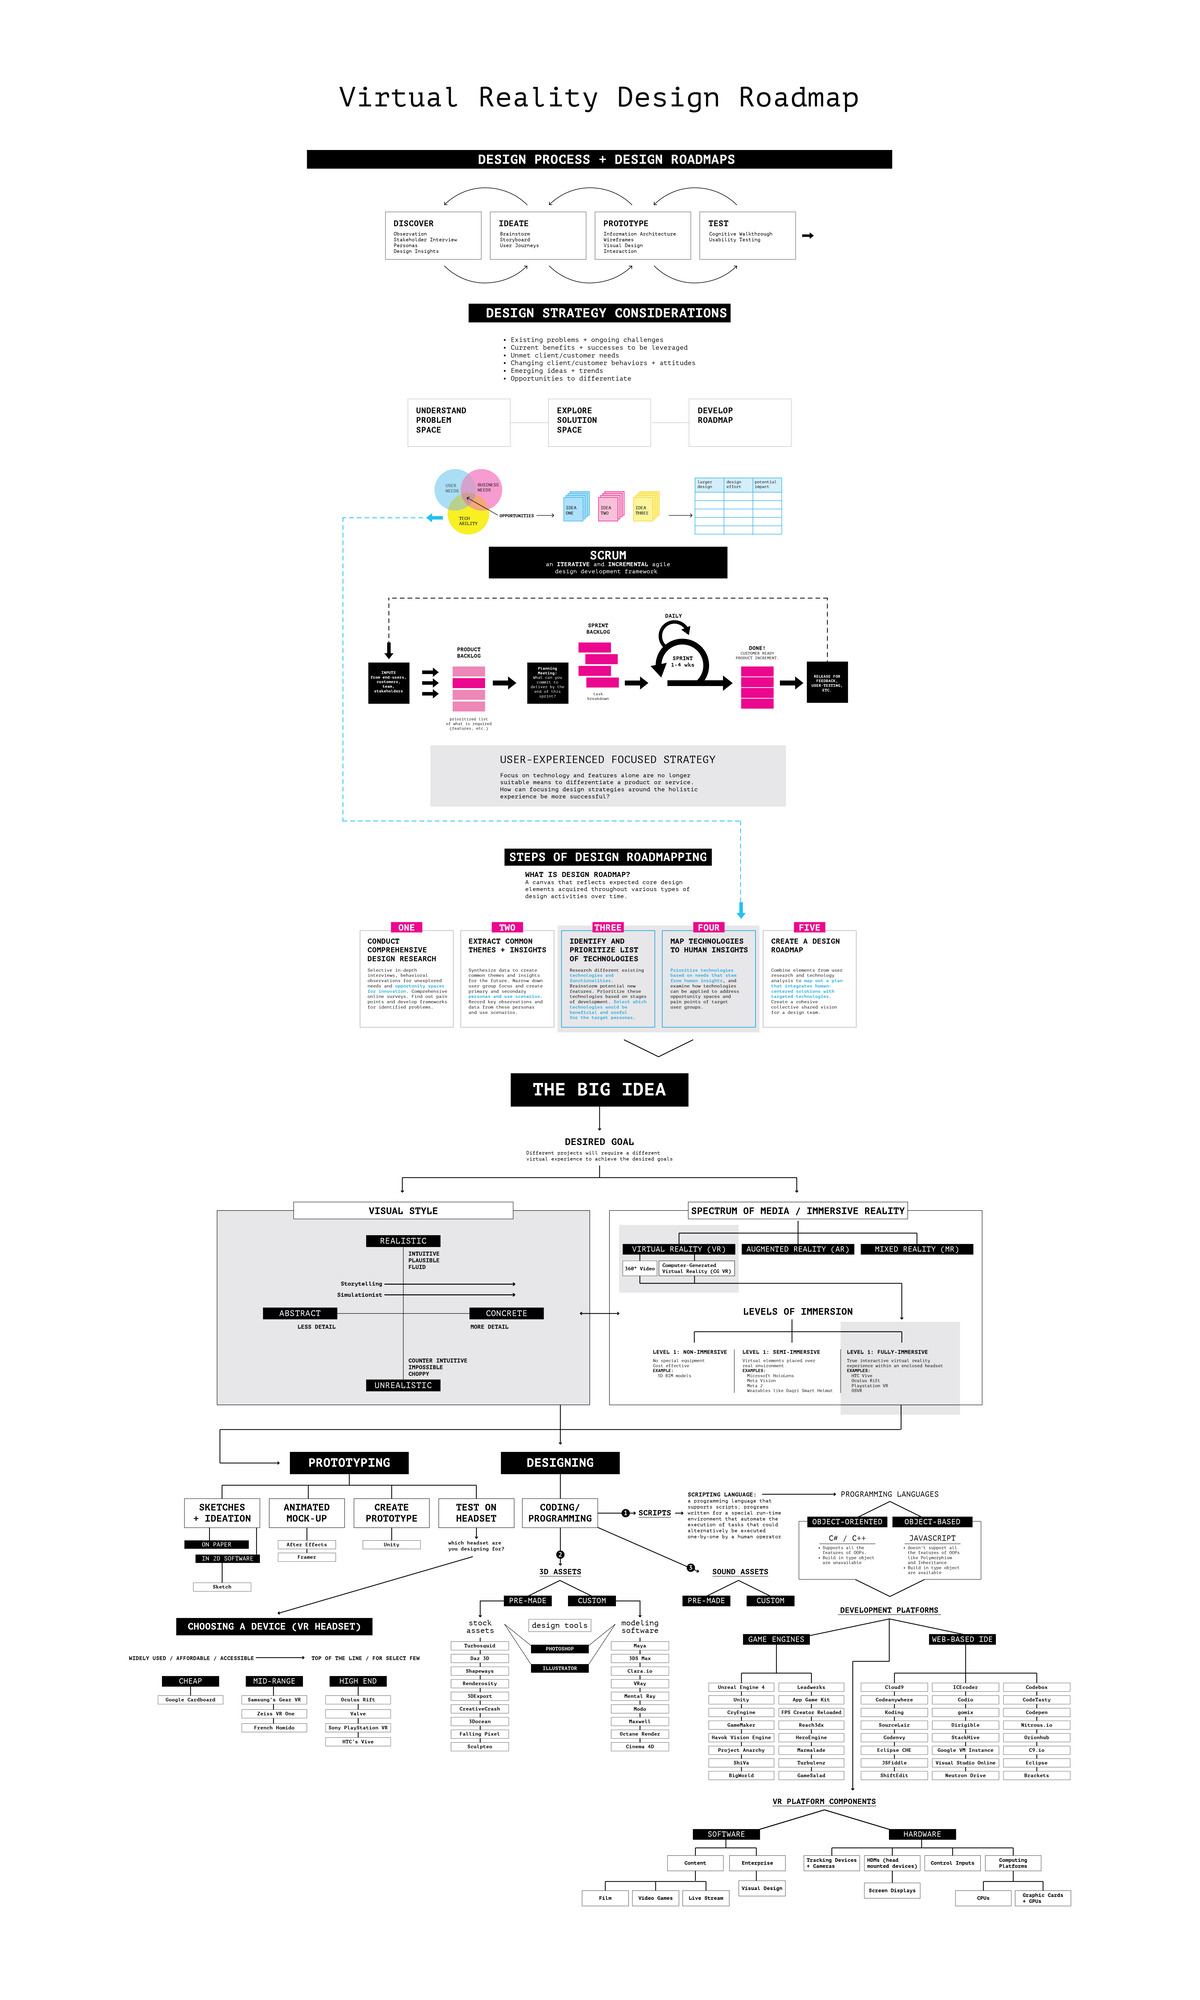 Virtual Reality Design Roadmap
DESIGN PROCESS + DESIGN ROADMAPS
DISCOVER
Observation
Stakeholder Interview
Personas
Design Insights
IDEATE
Brainstorm
Storyboard
User Journeys
PROTOTYPE
Information Architecture
Wireframes
Visual Design
Interaction
TEST
Cognitive Walkthrough
Usability Testing
DESIGN STRATEGY CONSIDERATIONS
• Existing problems + ongoing challenges
• Current benefits + successes to be leveraged
• Unmet client/customer needs
• Changing client/customer behaviors + attitudes
• Emerging ideas + trends
• Opportunities to differentiate
UNDERSTAND
PROBLEM
SPACE
EXPLORE
SOLUTION
SPACE
DEVELOP
ROADMAP
USER
NEEDS
BUSINESS
NEEDS
TECH
ABILITY
OPPORTUNITIES
IDEA
ONE
IDEA
TWO
IDEA
THREE
larger
design
design
effort
potential
impact
SCRUM
an ITERATIVE and INCREMENTAL agile
design development framework
INPUTS
from end-users,
customers,
team,
stakeholders
PRODUCT
BACKLOG
prioritized list
of what is required
(features, etc.)
Planning
Meeting:
What can you
commit to
deliver by the
end of this
sprint?
SPRINT
BACKLOG
task
breakdown
DAILY
SPRINT
1-4 wks
DONE!
CUSTOMER READY
PRODUCT INCREMENT.
RELEASE FOR
FEEDBACK,
USER-TESTING,
ETC.
USER-EXPERIENCED FOCUSED STRATEGY
Focus on technology and features alone are no longer
suitable means to differentiate a product or service.
How can focusing design strategies around the holistic
experience be more successful?
STEPS OF DESIGN ROADMAPPING
WHAT IS DESIGN ROADMAP?
A canvas that reflects expected core design
elements acquired throughout various types of
design activities over time.
ONE
CONDUCT
COMPREHENSIVE
DESIGN RESEARCH
Selective in-depth
interviews, behavioral
observations for unexplored
needs and opportunity spaces
for innovation. Comprehensive
online surveys. Find out gain
points and develop frameworks
for identified problems.
TWO
EXTRACT COMMON
THEMES + INSIGHTS
Synthesize data to create
common themes and insights
for the future. Narrow down
user group focus and create
primary and secondary
personas and use scenarios.
Record key observations and
data from these personas
and use scenarios.
THREE
IDENTIFY AND
PRIORITIZE LIST
OF TECHNOLOGIES
Research different existing
technologies and
functionalities.
Brainstorm potential new
features. Prioritize these
technologies based on stages
of development. Select which
technologies would be
beneficial and useful
for the target personas.
FOUR
MAP TECHNOLOGIES
TO HUMAN INSIGHTS
Prioritize technologies
based on needs that stem
from human insights, and
examine how technologies
can be applied to address
opportunity spaces and
pain points of target
user groups.
FIVE
CREATE A DESIGN
ROADMAP
Combine elements from user
research and technology
analysis to map out a plan
that integrates human-
centered solutions with
targeted technologies.
Create a cohesive
collective shared vision
for a design team.
THE BIG IDEA
DESIRED GOAL
Different projects will require a different
virtual experience to achieve the desired goals
VISUAL STYLE
REALISTIC
INTUITIVE
PLAUSIBLE
FLUID
Storytelling
Simulationist
ABSTRACT
CONCRETE
LESS DETAIL
MORE DETAIL
COUNTER INTUITIVE
IMPOSSIBLE
CHOPPY
UNREALISTIC
SPECTRUM OF MEDIA / IMMERSIVE REALITY
VIRTUAL REALITY (VR)
AUGMENTED REALITY (AR)
MIXED REALITY (MR)
360° Video
Computer-Generated
Virtual Reality (CG VR)
LEVELS OF IMMERSION
LEVEL 1: NON-IMMERSIVE
No special equipment
Cost effective
EXAMPLE:
3D BIM models
LEVEL 1: SEMI-IMMERSIVE
Virtual elements placed over
real environment
EXAMPLES:
Microsoft HoloLens
Meta Vision
Meta 2
Wearables like Daqri Smart Helmut
LEVEL 1: FULLY-IMMERSIVE
True interactive virtual reality
experience within an enclosed headset
EXAMPLES:
HTC Vive
Oculus Rift
Playstation VR
OSVR
PROTOTYPING
DESIGNING
SKETCHES
+ IDEATION
ANIMATED
MOCK-UP
CREATE
PROTOTYPE
TEST ON
HEADSET
ON PAPER
IN 2D SOFTWARE
Sketch
After Effects
Framer
Unity
which headset are
you designing for?
CODING/
PROGRAMMING
1
SCRIPTS
SCRIPTING LANGUAGE:
a programming language that
supports scripts; programs
written for a special run-time
environment that automate the
execution of tasks that could
alternatively be executed
one-by-one by a human operator
PROGRAMMING LANGUAGES
OBJECT-ORIENTED
OBJECT-BASED
C# / C++
• Supports all the
features of OOPs.
• Build in type object
are unavailable
JAVASCRIPT
• doesn't support all
the features of OOPs
like Polymorphism
and Inheritance
• Build in type object
are available
2
3D ASSETS
PRE-MADE
CUSTOM
3
SOUND ASSETS
PRE-MADE
CUSTOM
stock
assets
Turbosquid
Daz 3D
Shapeways
Renderosity
3DExport
CreativeCrash
3Docean
Falling Pixel
Sculpteo
design tools
PHOTOSHOP
ILLUSTRATOR
modeling
software
Maya
3DS Max
Clara.io
VRay
Mental Ray
Modo
Maxwell
Octane Render
Cinema 4D
CHOOSING A DEVICE (VR HEADSET)
WIDELY USED / AFFORDABLE / ACCESSIBLE
TOP OF THE LINE / FOR SELECT FEW
CHEAP
Google Cardboard
MID-RANGE
Samsung's Gear VR
Zeiss VR One
French Homido
HIGH END
Oculus Rift
Valve
Sony PlayStation VR
HTC's Vive
DEVELOPMENT PLATFORMS
GAME ENGINES
WEB-BASED IDE
Unreal Engine 4
Unity
CryEngine
GameMaker
Havok Vision Engine
Project Anarchy
ShiVa
BigWorld
Leadwerks
App Game Kit
FPS Creator Reloaded
Reach3dx
HeroEngine
Marmalade
Turbulenz
GameSalad
Cloud9
Codeanywhere
Koding
SourceLair
Codenvy
Eclipse CHE
JSFiddle
ShiftEdit
ICEcoder
Codio
gomix
Dirigible
StackHive
Google VM Instance
Visual Studio Online
Neutron Drive
Codebox
CodeTasty
Codepen
Nitrous.io
Orionhub
C9.io
Eclipse
Brackets
VR PLATFORM COMPONENTS
SOFTWARE
HARDWARE
Content
Enterprise
Film
Video Games
Live Stream
Visual Design
Tracking Devices
+ Cameras
HDMs (head
mounted devices)
Control Inputs
Computing
Platforms
Screen Displays
CPUs
Graphic Cards
+ GPUs